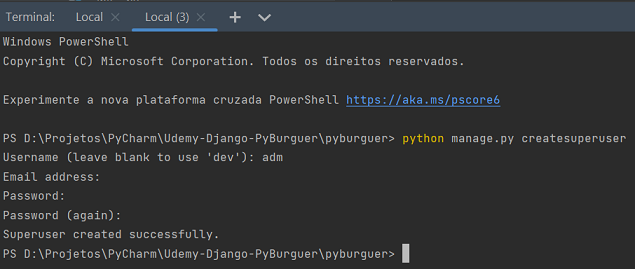 Terminal: Local × Local (3) × +
Windows PowerShell
Copyright (C) Microsoft Corporation. Todos os direitos reservados.
Experimente a nova plataforma cruzada PowerShell https://aka.ms/pscore6
PS D:\Projetos\PyCharm\Udemy-Django-PyBurguer\pyburguer> python manage.py createsuperuser
Username (leave blank to use 'dev'): adm
Email address:
Password:
Password (again):
Superuser created successfully.
PS D:\Projetos\PyCharm\Udemy-Django-PyBurguer\pyburguer>